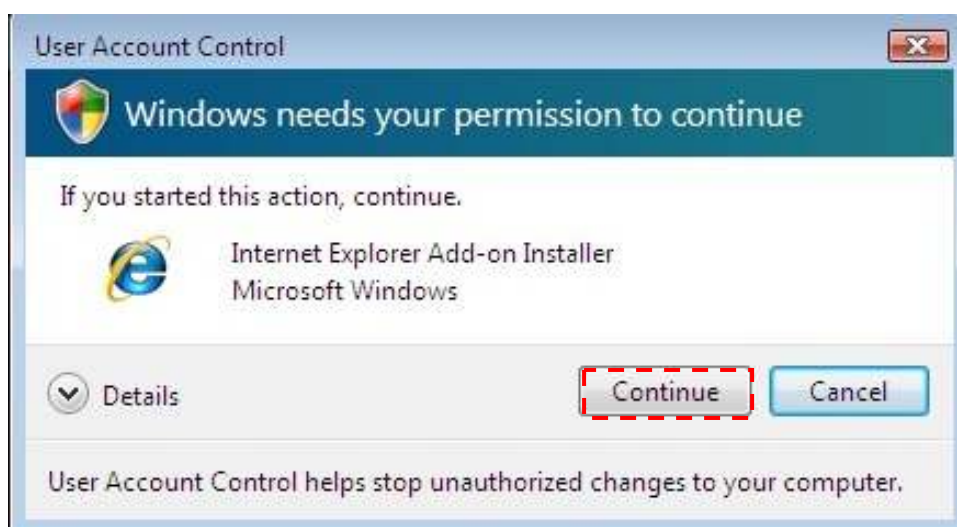 User Account Control
Windows needs your permission to continue
If you started this action, continue.
Internet Explorer Add-on Installer
Microsoft Windows
Details
Continue
Cancel
User Account Control helps stop unauthorized changes to your computer.